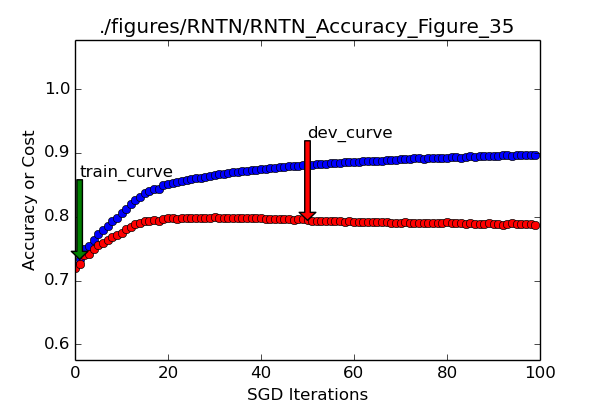 ./figures/RNTN/RNTN_Accuracy_Figure_35
1.0
0.9
0.8
0.7
0.6
Accuracy or Cost
train_curve
dev_curve
0
20
40
60
80
100
SGD Iterations